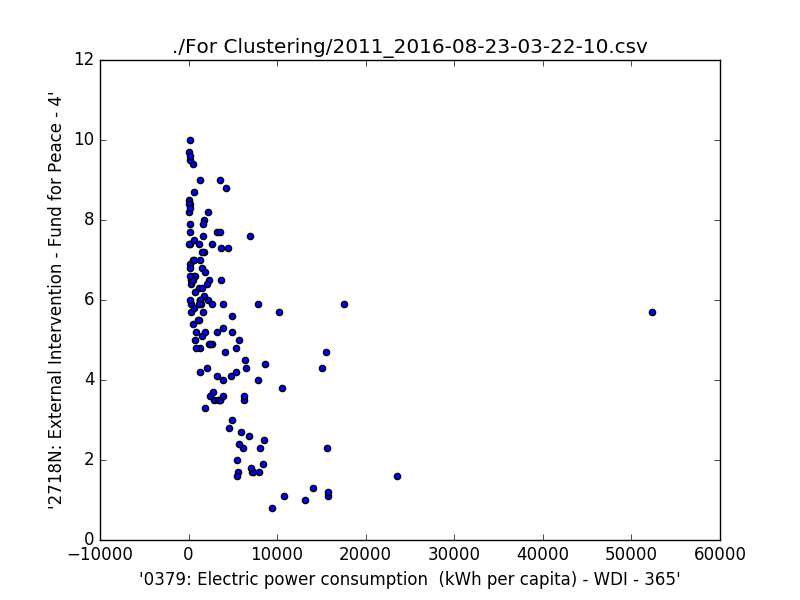 ./For Clustering/2011_2016-08-23-03-22-10.csv
12
10
8
6
4
2
0
'2718N: External Intervention - Fund for Peace - 4'
−10000 0 10000 20000 30000 40000 50000 60000
'0379: Electric power consumption  (kWh per capita) - WDI - 365'